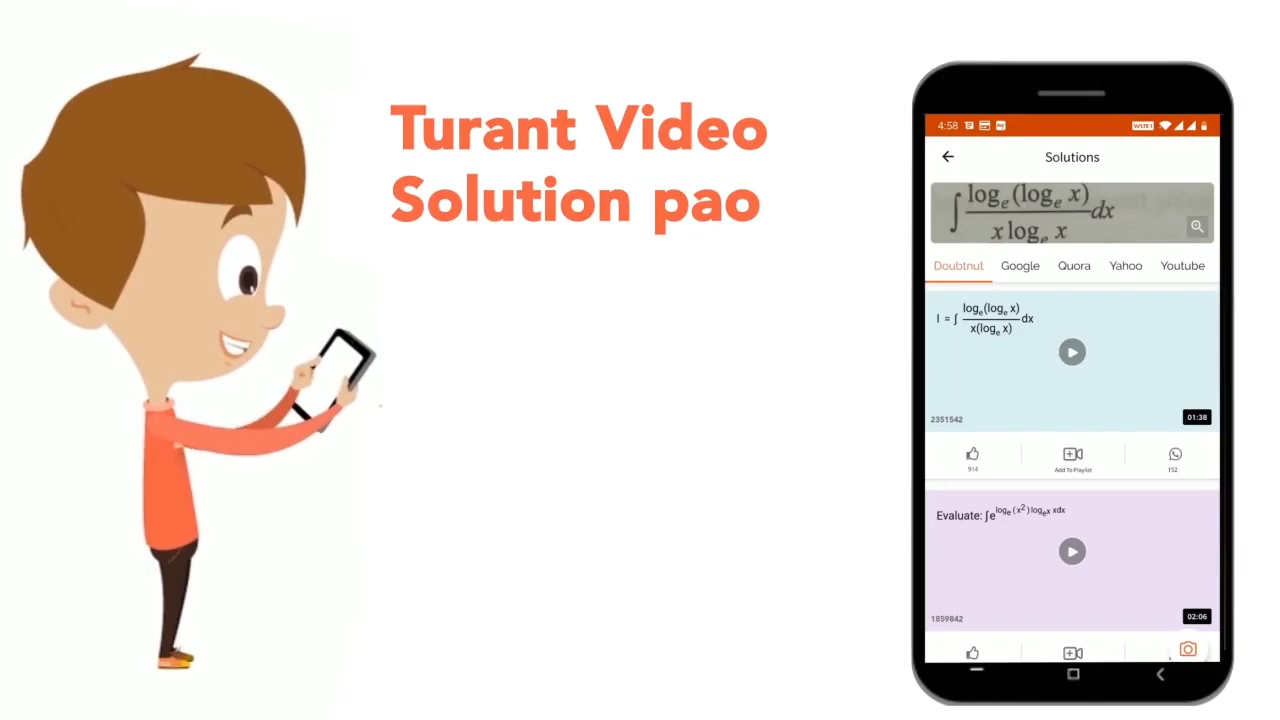 Turant Video
Solution pao
4:58
VoLTE1
Solutions
∫ logₑ(logₑ x) / x logₑ x dx
Doubtnut Google Quora Yahoo Youtube
I = ∫ logₑ(logₑ x) / x(logₑ x) dx
2351542 01:38
914 Add To Playlist 152
Evaluate: ∫e^logₑ(x²)logₑx xdx
1859842 02:06